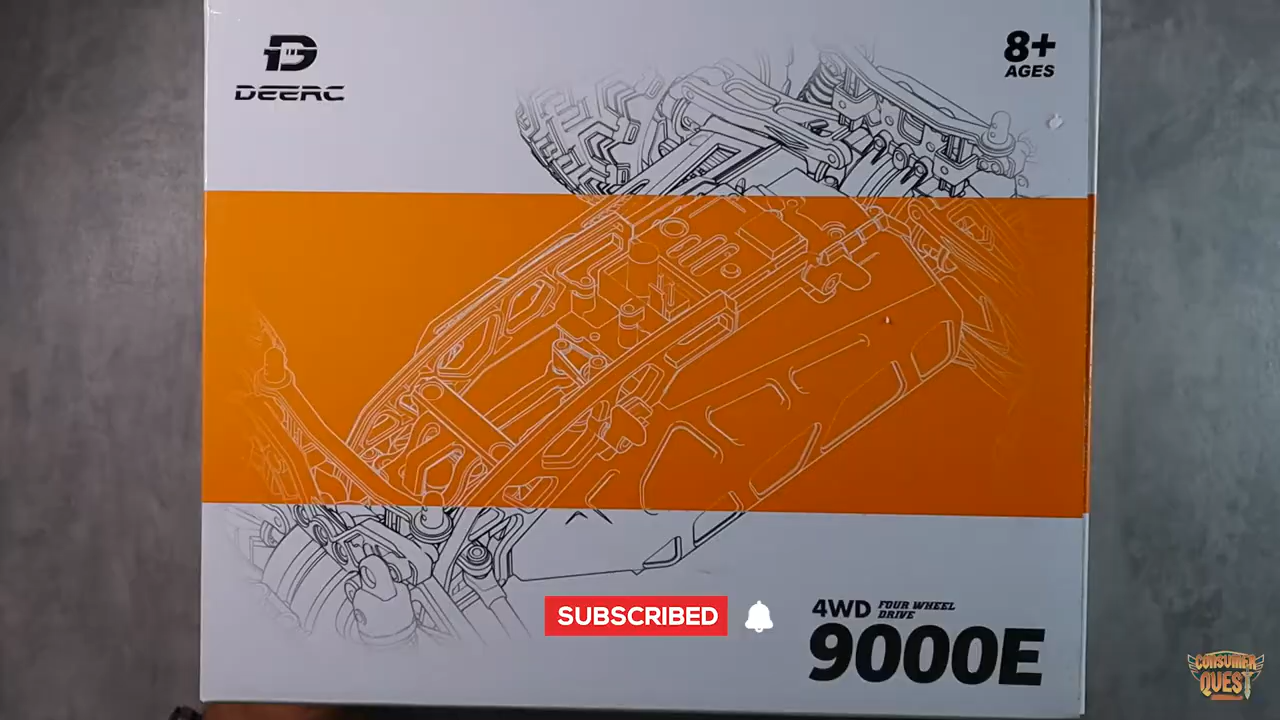 DEERC
8+
AGES
SUBSCRIBED
4WD FOUR WHEEL DRIVE
9000E
CONSUMER
QUEST